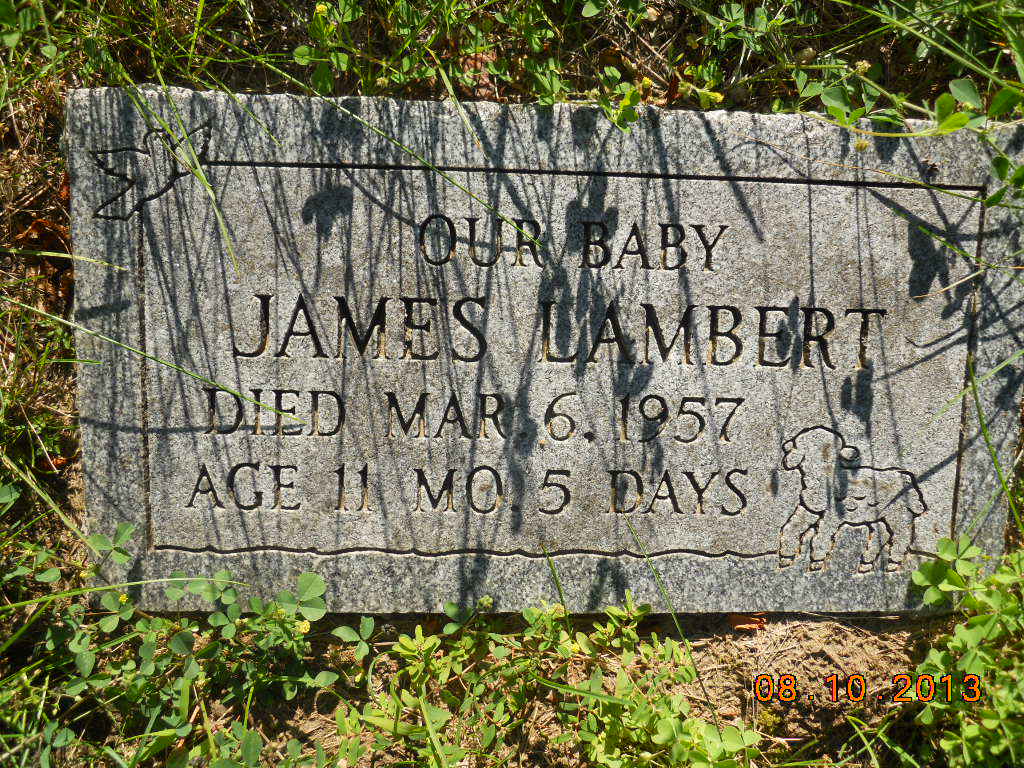 OUR BABY
JAMES LAMBERT
DIED MAR. 6. 1957
AGE 11 MO. 5 DAYS
08.10.2013